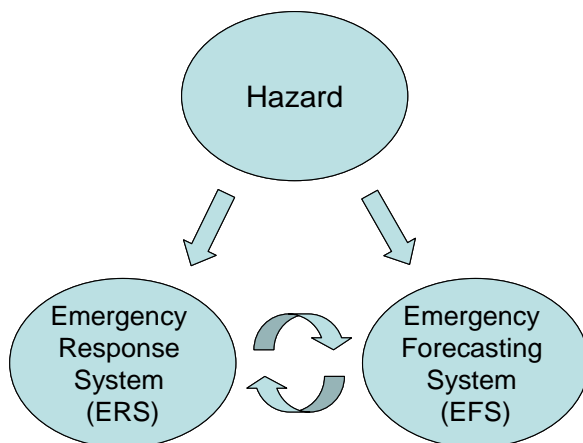 Hazard
Emergency
Response
System
(ERS)
Emergency
Forecasting
System
(EFS)